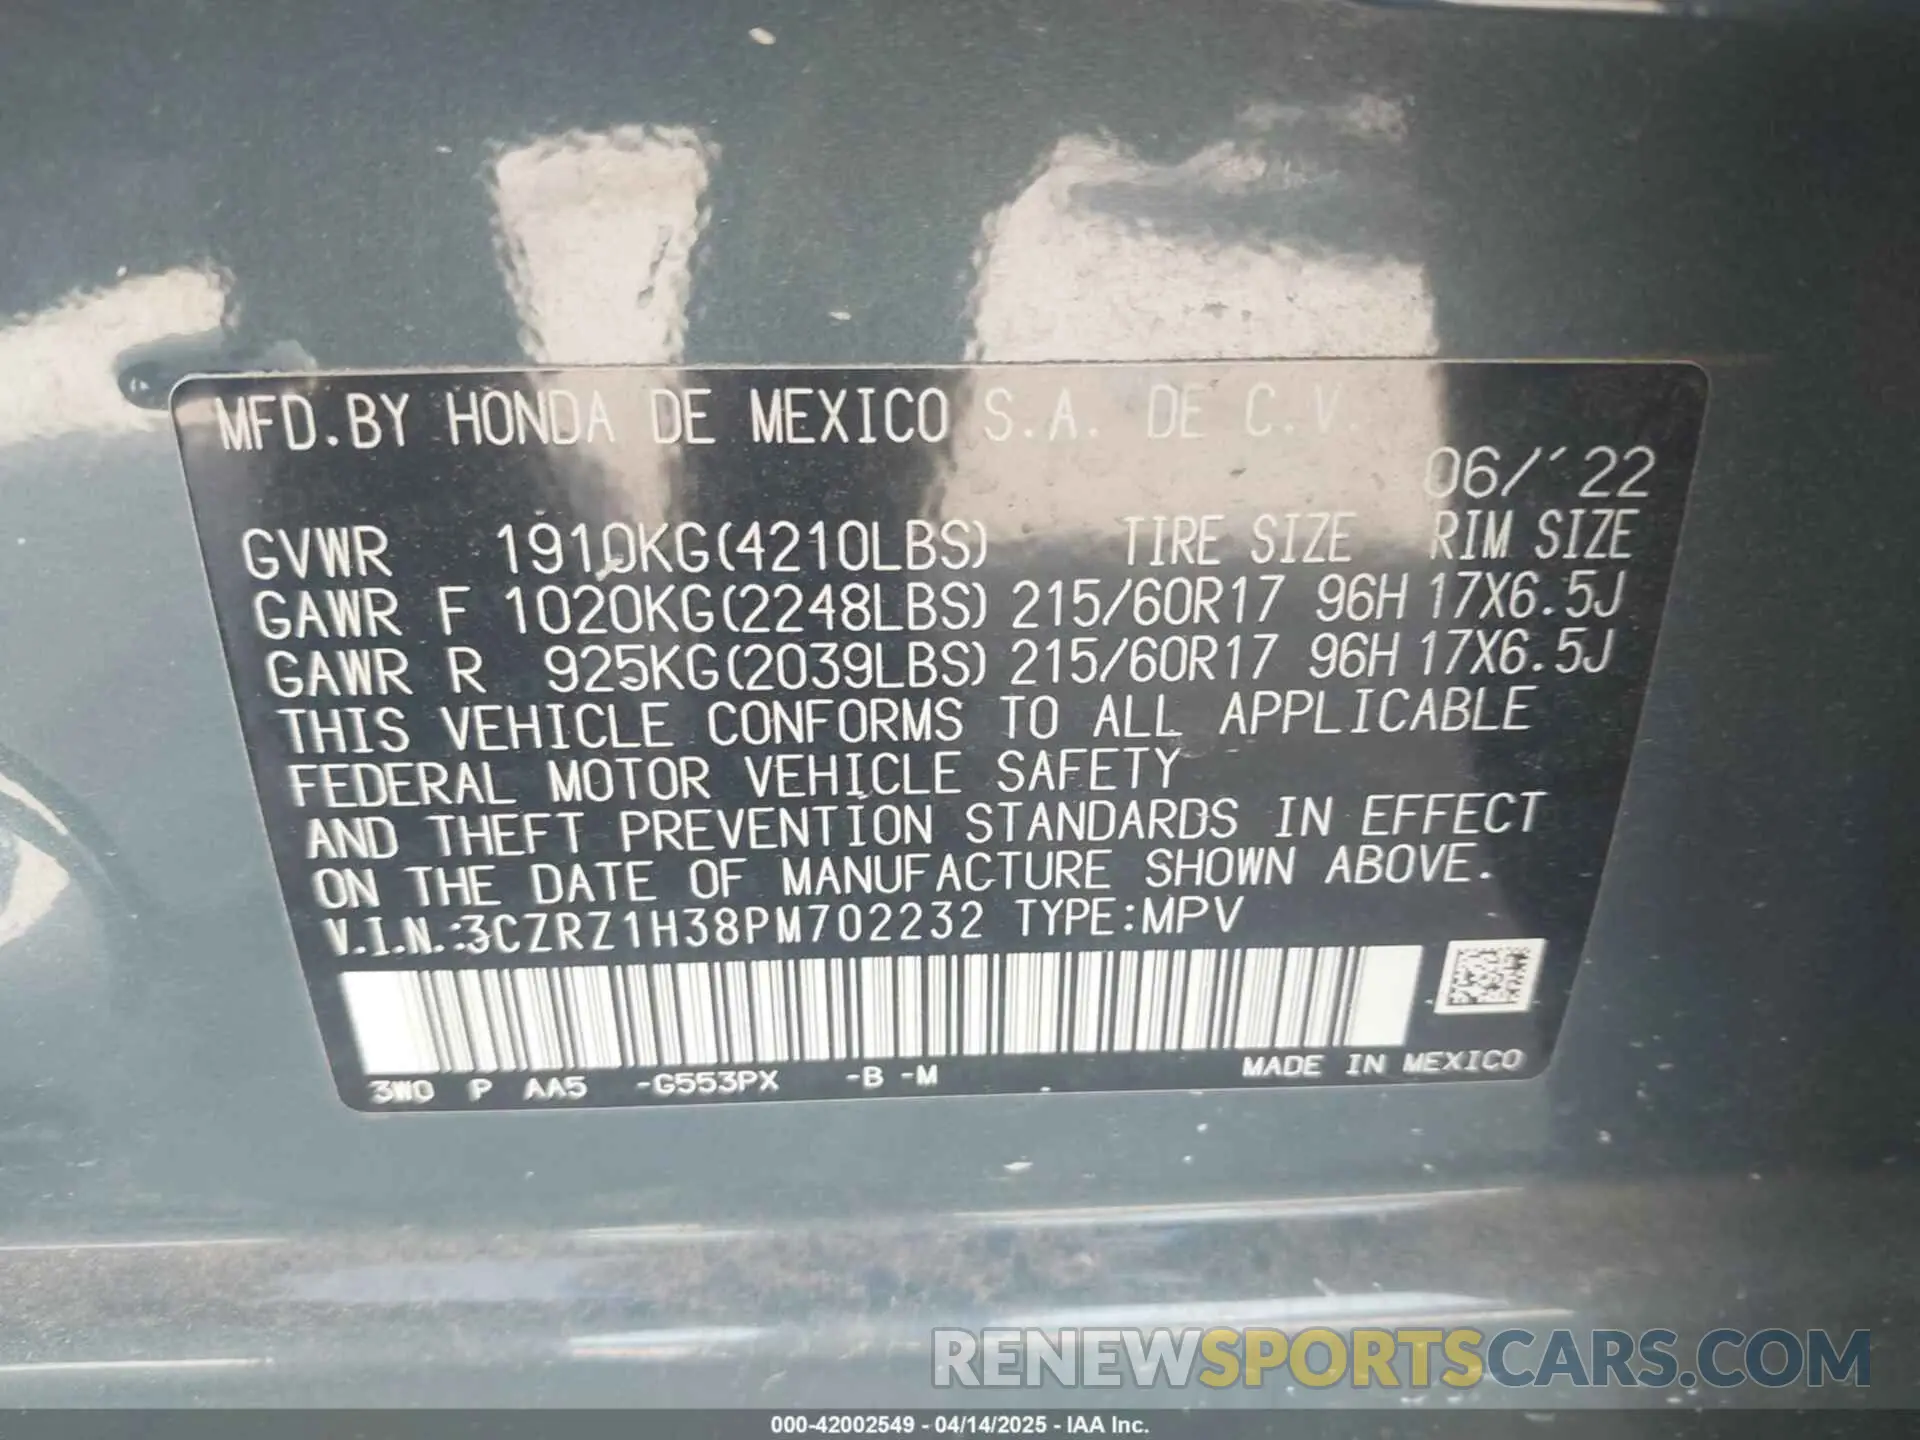 MFD.BY HONDA DE MEXICO S.A. DE C.V.
06/´22
GVWR 1910KG(4210LBS) TIRE SIZE RIM SIZE
GAWR F 1020KG(2248LBS) 215/60R17 96H 17X6.5J
GAWR R 925KG(2039LBS) 215/60R17 96H 17X6.5J
THIS VEHICLE CONFORMS TO ALL APPLICABLE
FEDERAL MOTOR VEHICLE SAFETY
AND THEFT PREVENTION STANDARDS IN EFFECT
ON THE DATE OF MANUFACTURE SHOWN ABOVE.
V.I.N.:3CZRZ1H38PM702232 TYPE:MPV
3W0 P AA5 -G553PX -B -M MADE IN MEXICO
RENEWSPORTSCARS.COM
000-42002549 - 04/14/2025 - IAA Inc.